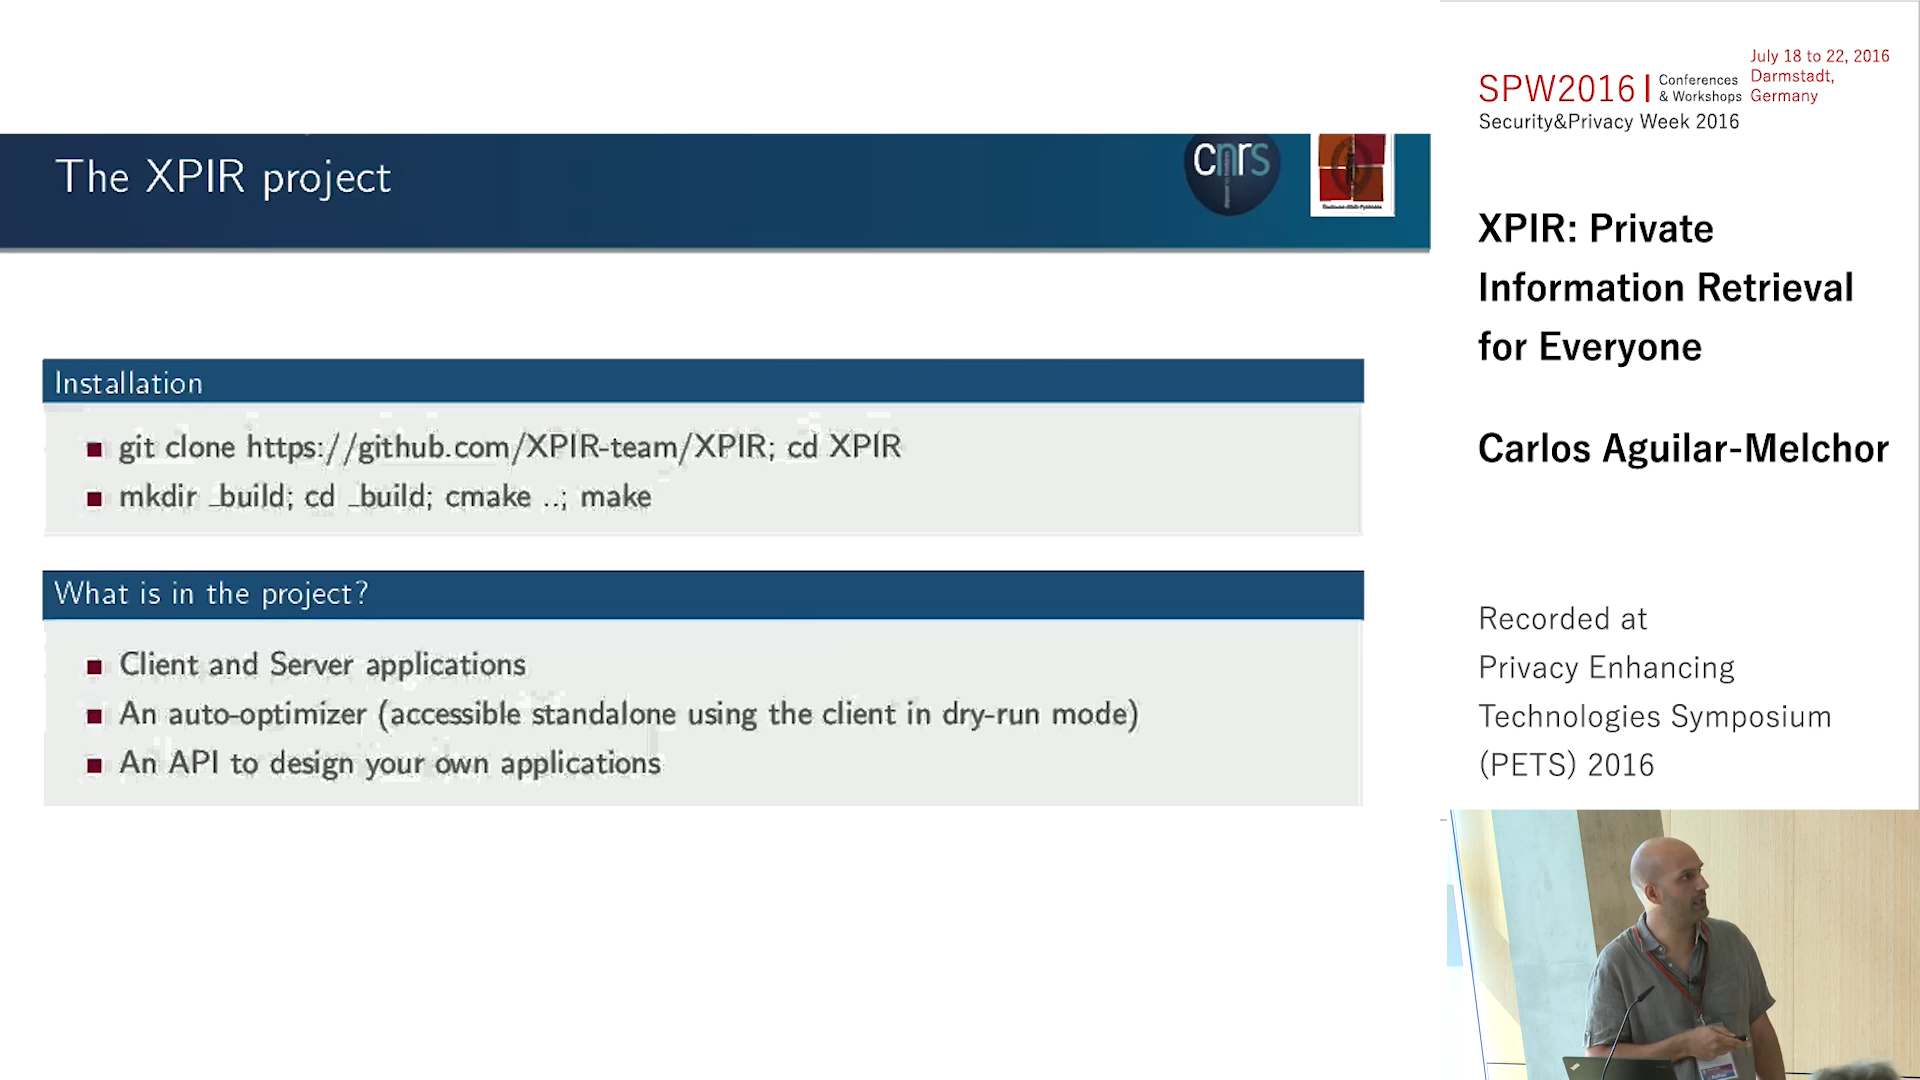 The XPIR project
cnrs
Installation
git clone https://github.com/XPIR-team/XPIR; cd XPIR
mkdir _build; cd _build; cmake ..; make
What is in the project?
Client and Server applications
An auto-optimizer (accessible standalone using the client in dry-run mode)
An API to design your own applications
SPW2016 | Conferences & Workshops
July 18 to 22, 2016
Darmstadt,
Germany
Security&Privacy Week 2016
XPIR: Private
Information Retrieval
for Everyone
Carlos Aguilar-Melchor
Recorded at
Privacy Enhancing
Technologies Symposium
(PETS) 2016